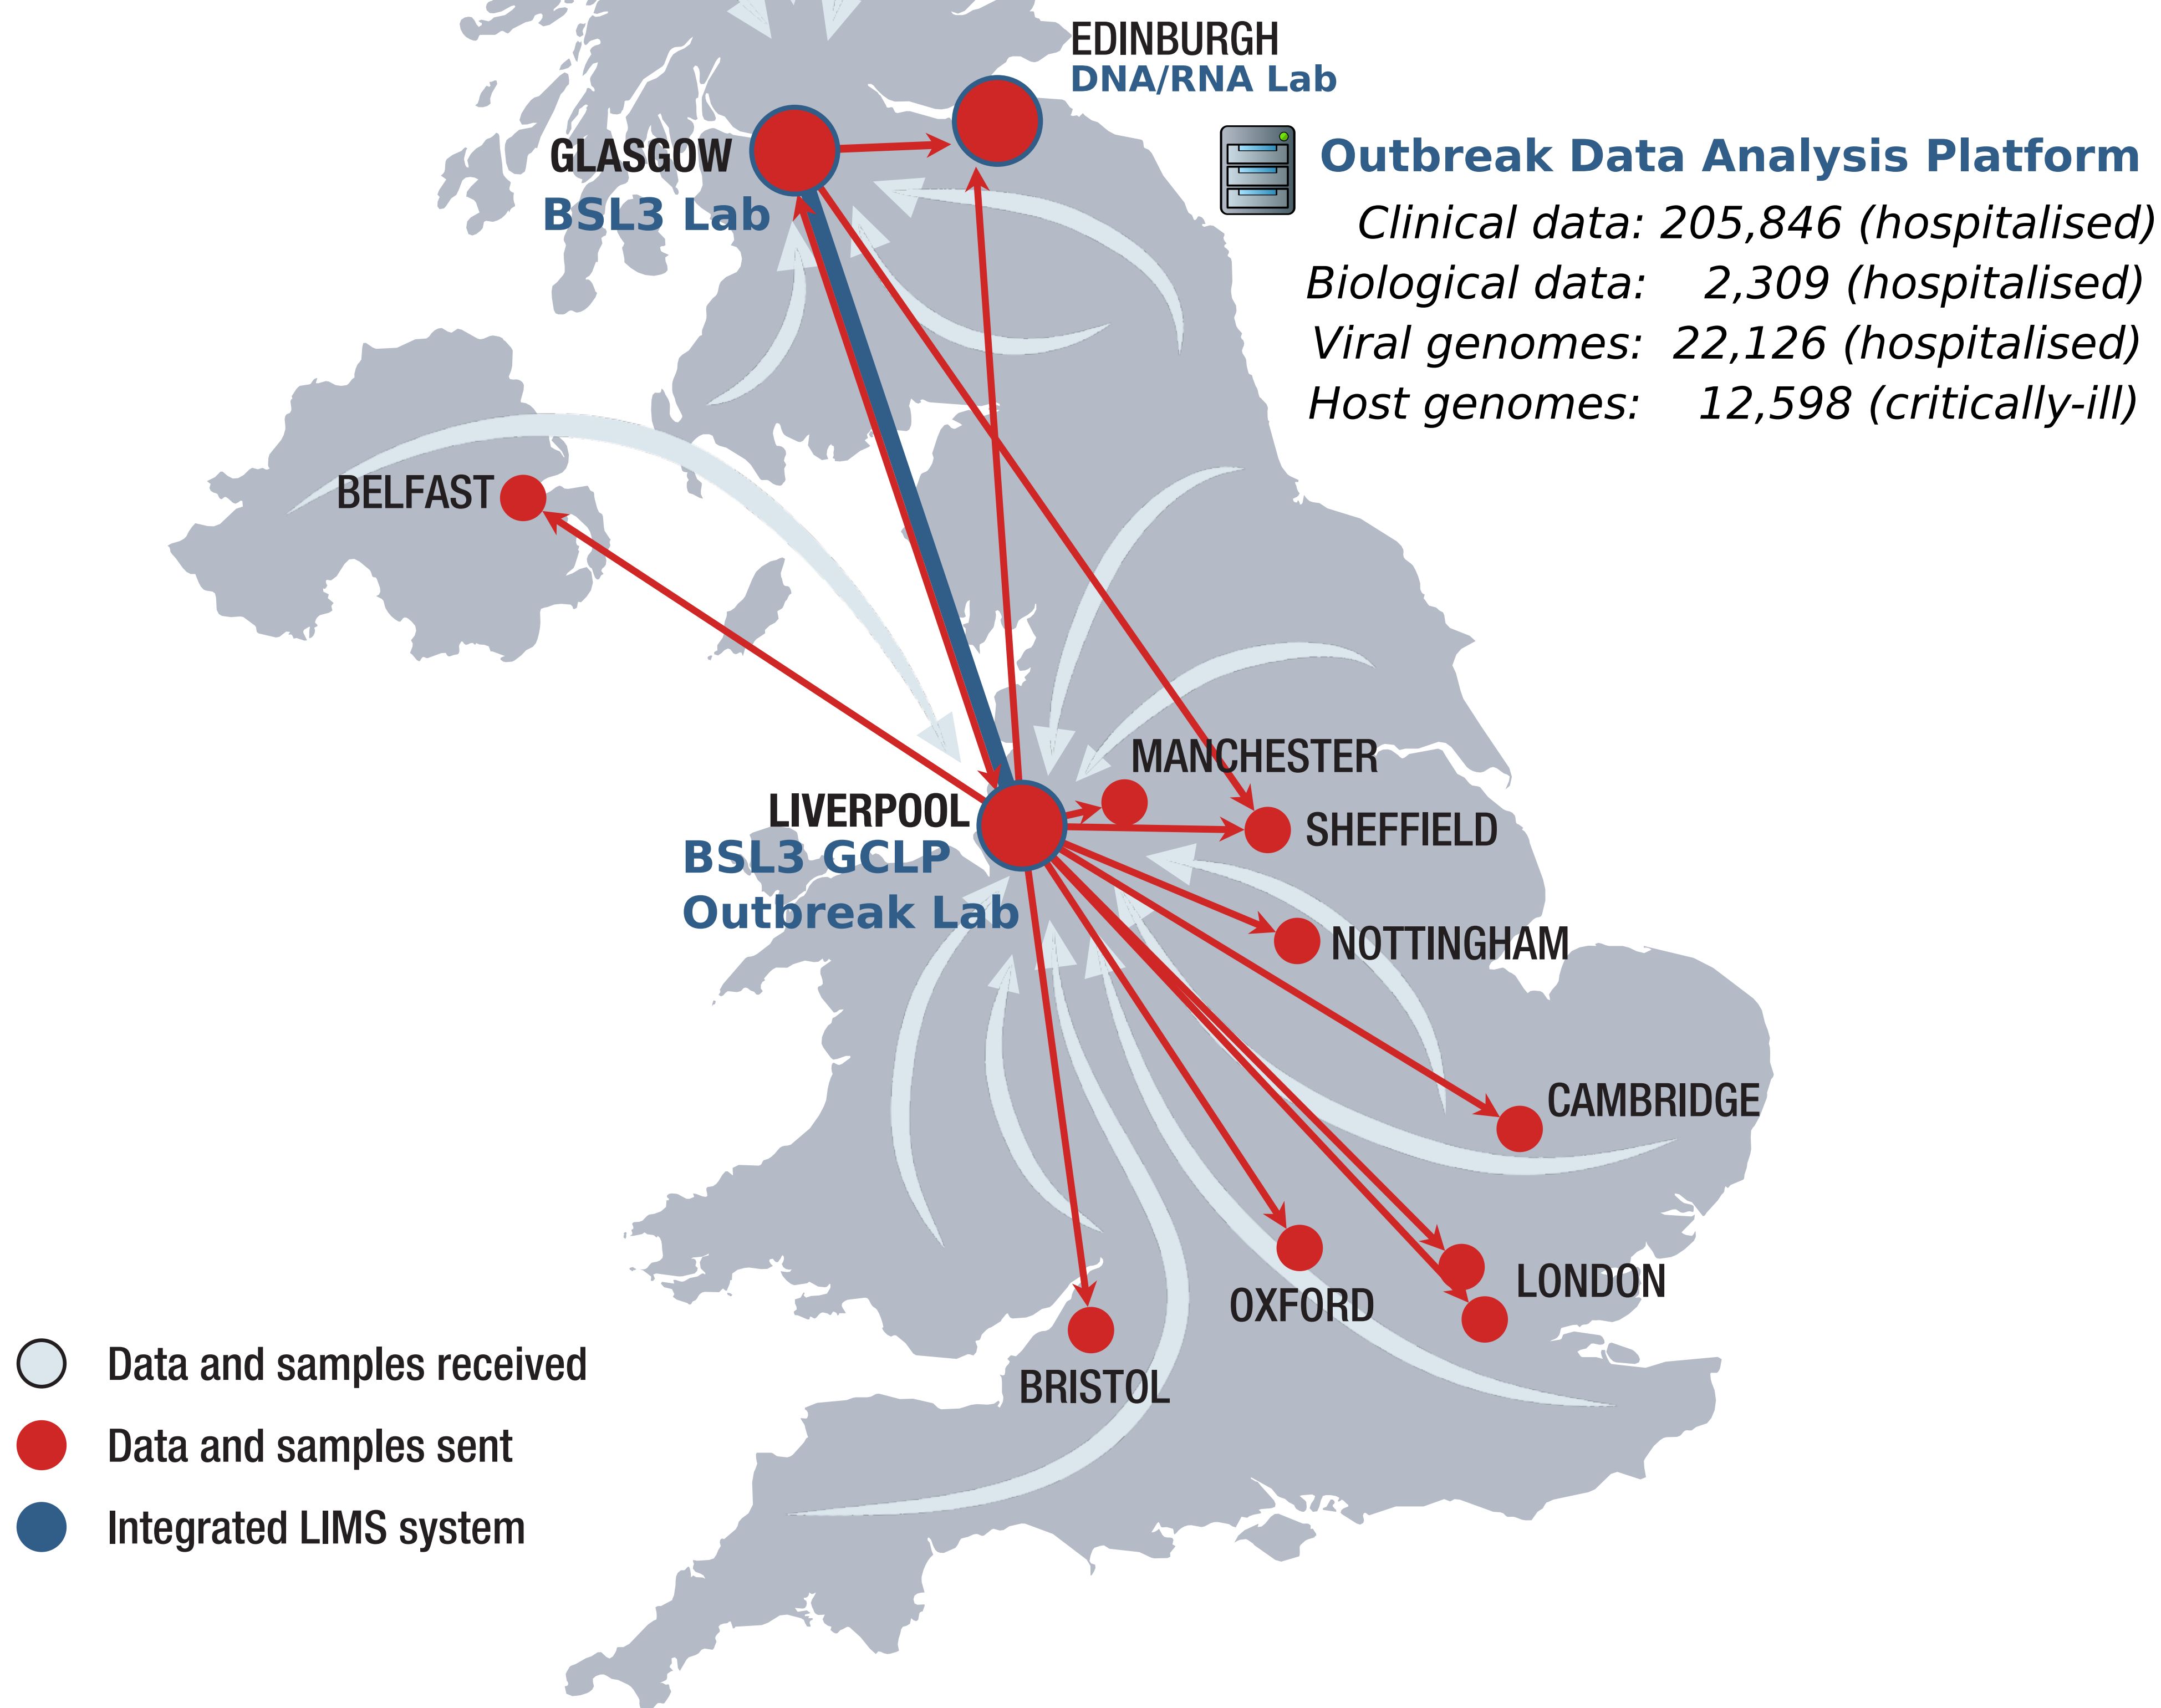 EDINBURGH
DNA/RNA Lab
GLASGOW
BSL3 Lab
Outbreak Data Analysis Platform
Clinical data: 205,846 (hospitalised)
Biological data: 2,309 (hospitalised)
Viral genomes: 22,126 (hospitalised)
Host genomes: 12,598 (critically-ill)
BELFAST
MANCHESTER
LIVERPOOL
BSL3 GCLP
Outbreak Lab
SHEFFIELD
NOTTINGHAM
CAMBRIDGE
LONDON
OXFORD
BRISTOL
Data and samples received
Data and samples sent
Integrated LIMS system